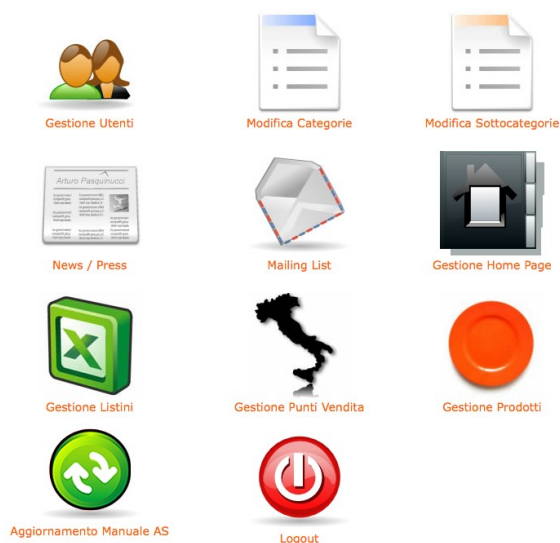 Gestione Utenti
Modifica Categorie
Modifica Sottocategorie
Arturo Pasquinucci
News / Press
Mailing List
Gestione Home Page
X
Gestione Listini
Gestione Punti Vendita
Gestione Prodotti
Aggiornamento Manuale AS
Logout